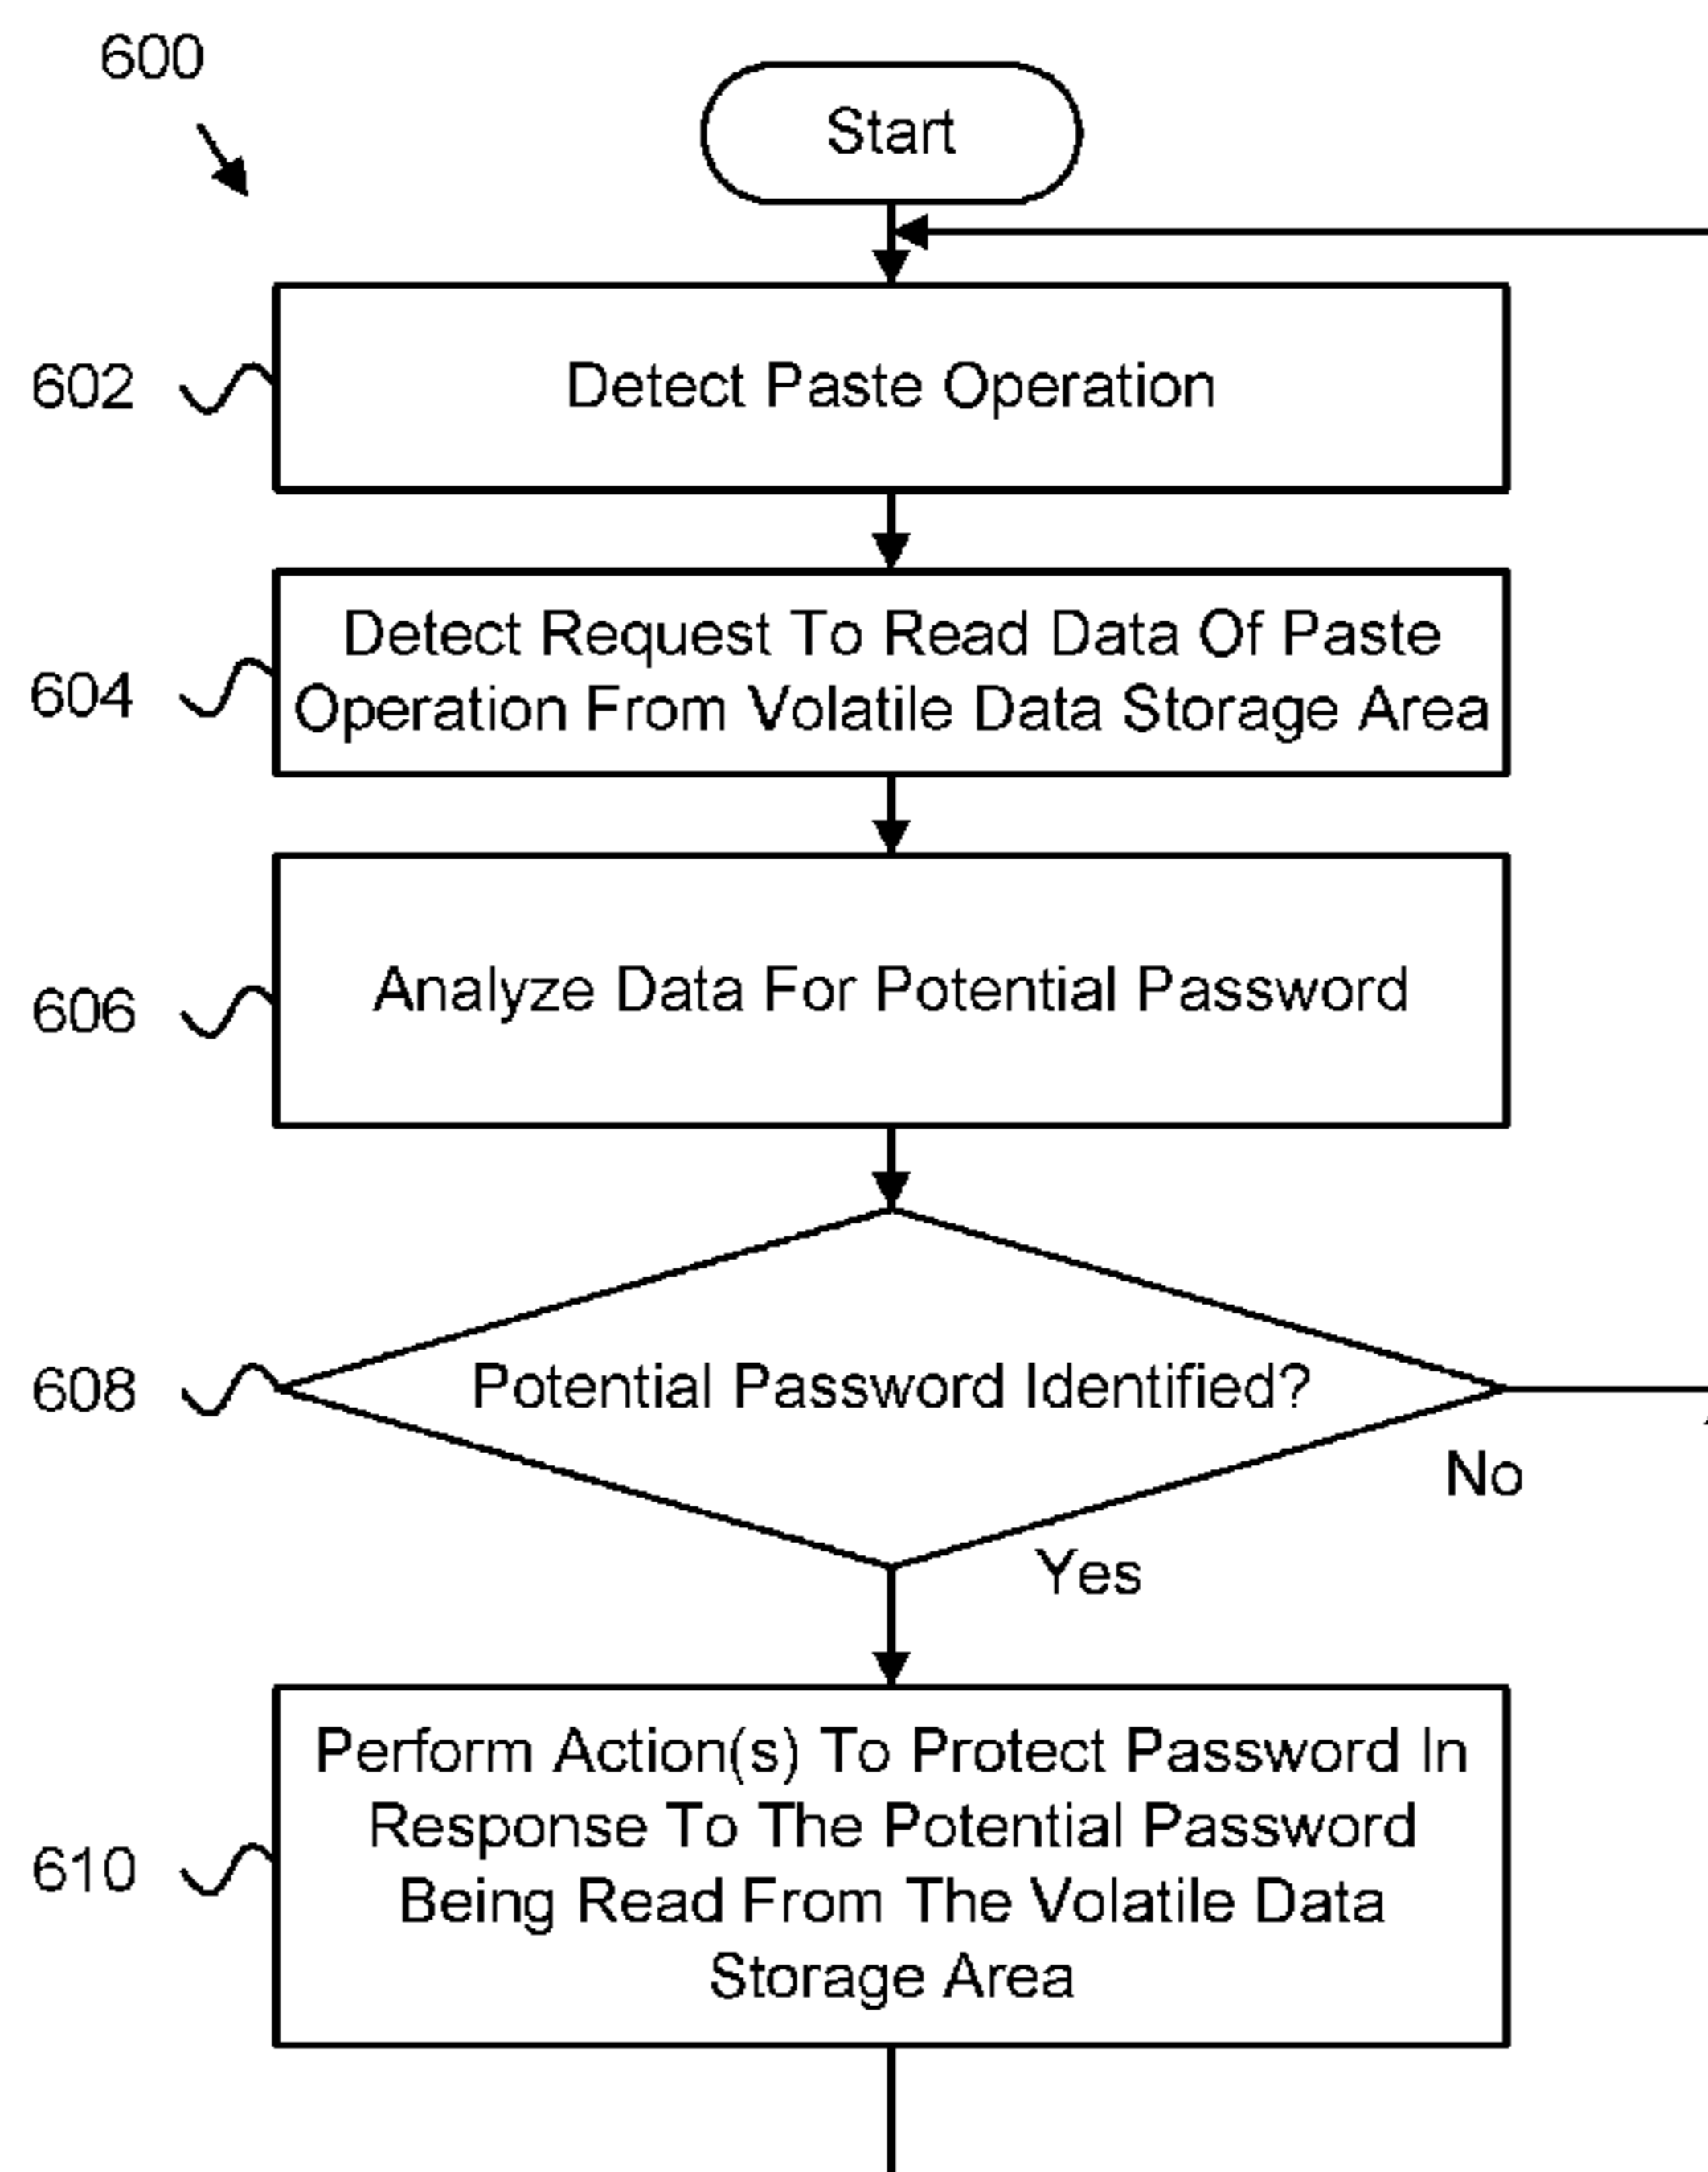 600
Start
602
Detect Paste Operation
604
Detect Request To Read Data Of Paste
Operation From Volatile Data Storage Area
606
Analyze Data For Potential Password
608
Potential Password Identified?
No
Yes
610
Perform Action(s) To Protect Password In
Response To The Potential Password
Being Read From The Volatile Data
Storage Area